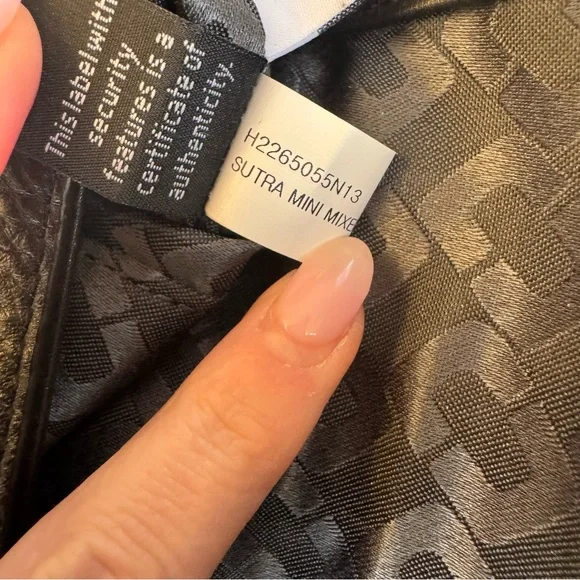 This label with
security
features is a
certificate of
authenticity.
H2265055N13
SUTRA MINI MIXE